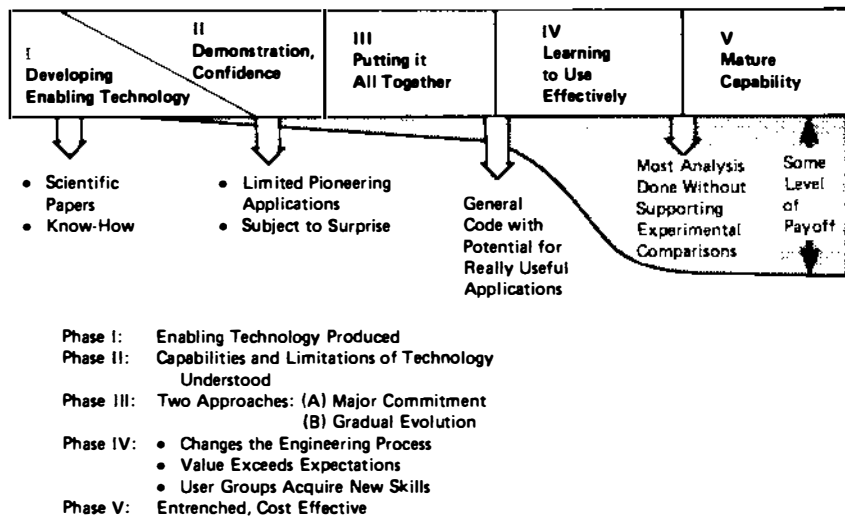 I
Developing
Enabling Technology
II
Demonstration,
Confidence
III
Putting it
All Together
IV
Learning
to Use
Effectively
V
Mature
Capability
• Scientific
Papers
• Know-How
• Limited Pioneering
Applications
• Subject to Surprise
General
Code with
Potential for
Really Useful
Applications
Most Analysis
Done Without
Supporting
Experimental
Comparisons
Some
Level
of
Payoff
Phase I: Enabling Technology Produced
Phase II: Capabilities and Limitations of Technology
Understood
Phase III: Two Approaches: (A) Major Commitment
(B) Gradual Evolution
Phase IV: • Changes the Engineering Process
• Value Exceeds Expectations
• User Groups Acquire New Skills
Phase V: Entrenched, Cost Effective